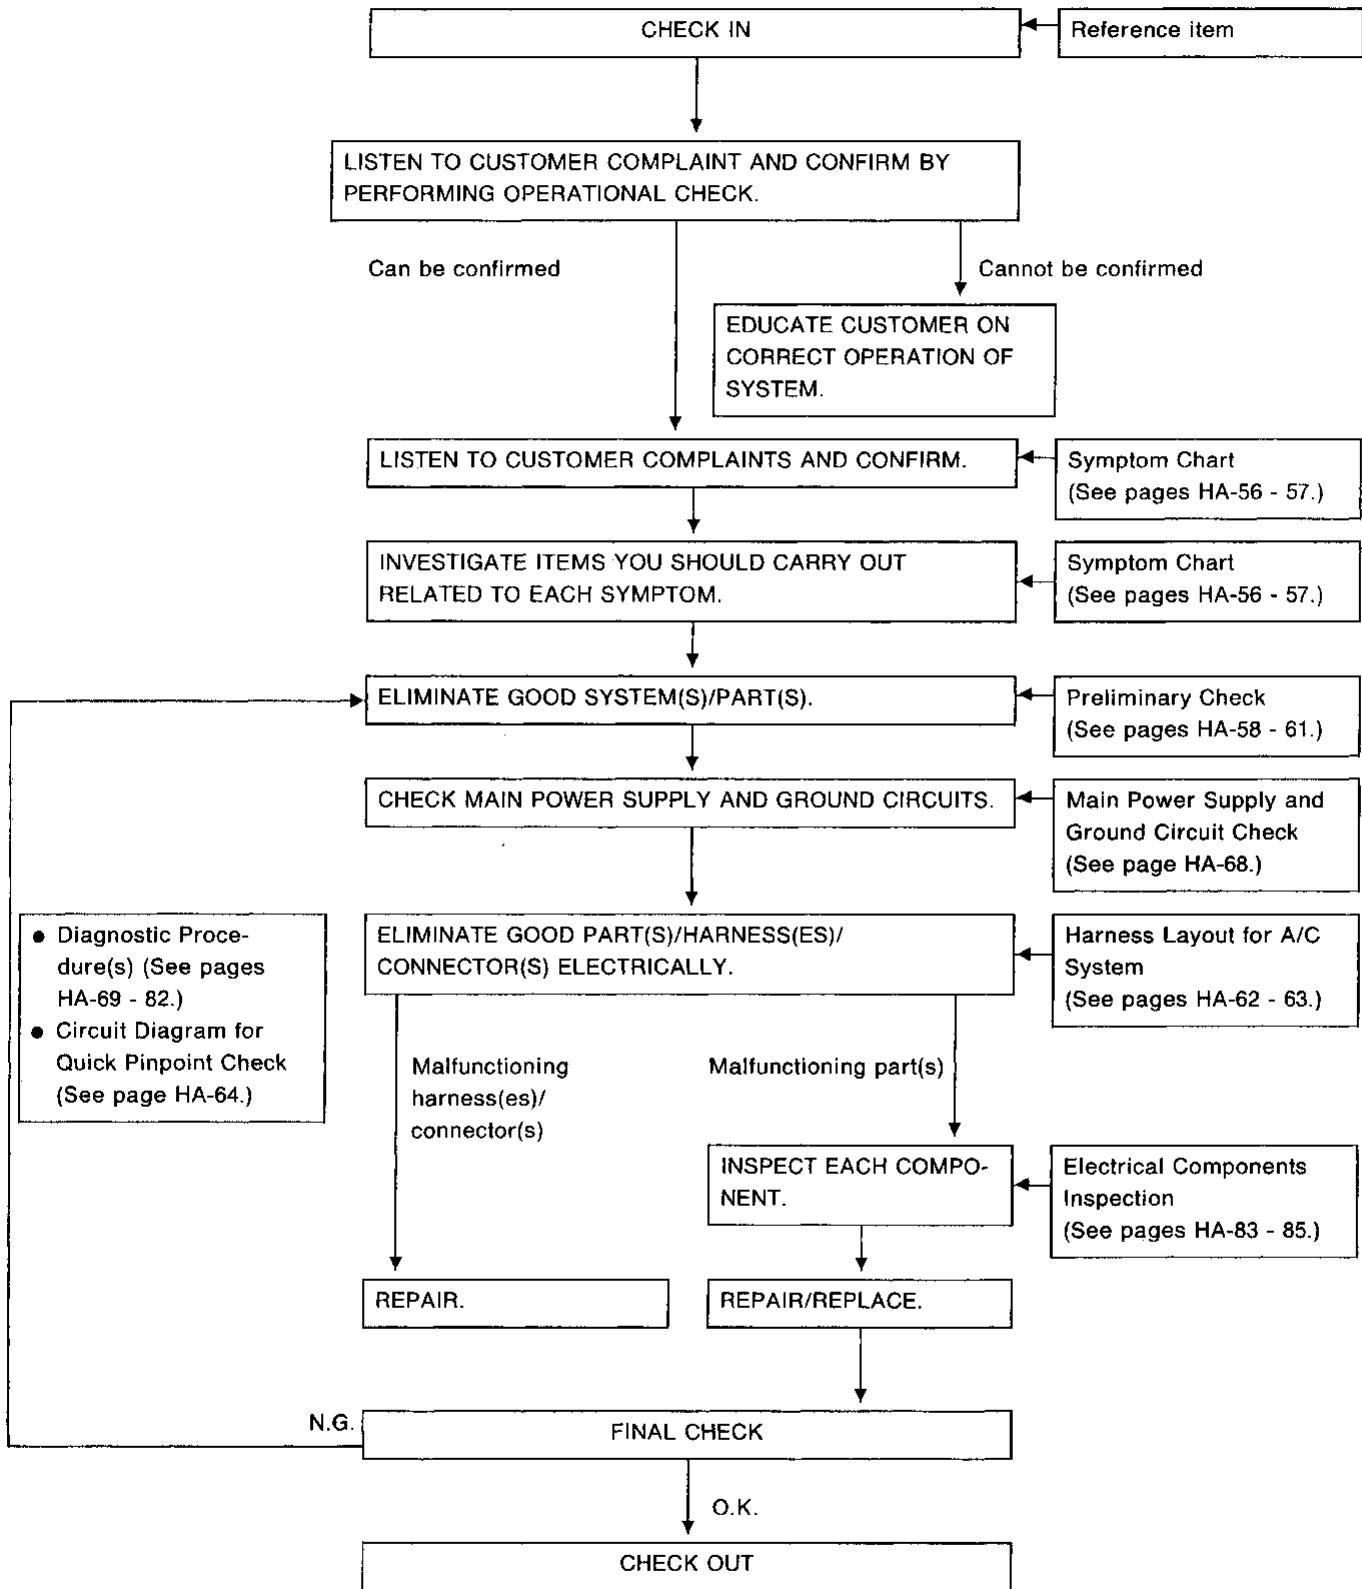 CHECK IN
Reference item
LISTEN TO CUSTOMER COMPLAINT AND CONFIRM BY
PERFORMING OPERATIONAL CHECK.
Can be confirmed
Cannot be confirmed
EDUCATE CUSTOMER ON
CORRECT OPERATION OF
SYSTEM.
LISTEN TO CUSTOMER COMPLAINTS AND CONFIRM.
Symptom Chart
(See pages HA-56 - 57.)
INVESTIGATE ITEMS YOU SHOULD CARRY OUT
RELATED TO EACH SYMPTOM.
Symptom Chart
(See pages HA-56 - 57.)
ELIMINATE GOOD SYSTEM(S)/PART(S).
Preliminary Check
(See pages HA-58 - 61.)
CHECK MAIN POWER SUPPLY AND GROUND CIRCUITS.
Main Power Supply and
Ground Circuit Check
(See page HA-68.)
● Diagnostic Proce-
dure(s) (See pages
HA-69 - 82.)
● Circuit Diagram for
Quick Pinpoint Check
(See page HA-64.)
ELIMINATE GOOD PART(S)/HARNESS(ES)/
CONNECTOR(S) ELECTRICALLY.
Harness Layout for A/C
System
(See pages HA-62 - 63.)
Malfunctioning
harness(es)/
connector(s)
Malfunctioning part(s)
INSPECT EACH COMPO-
NENT.
Electrical Components
Inspection
(See pages HA-83 - 85.)
REPAIR.
REPAIR/REPLACE.
N.G.
FINAL CHECK
O.K.
CHECK OUT